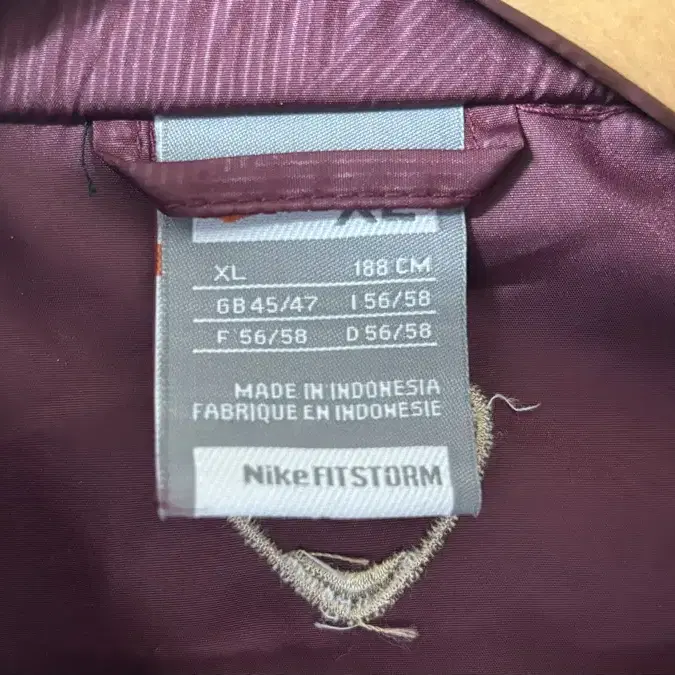 XL
XL 188 CM
GB 45/47 I 56/58
F 56/58 D 56/58
MADE IN INDONESIA
FABRIQUE EN INDONESIE
Nike FITSTORM